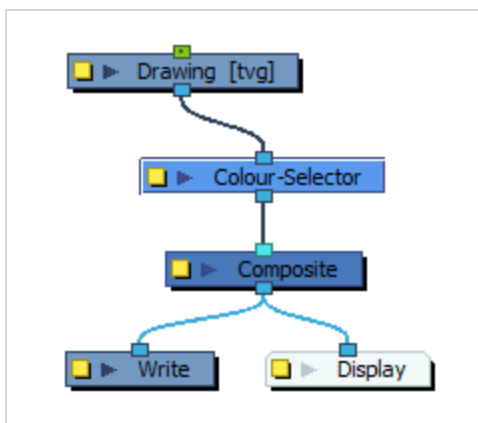 Drawing [tvg]
Colour-Selector
Composite
Write
Display